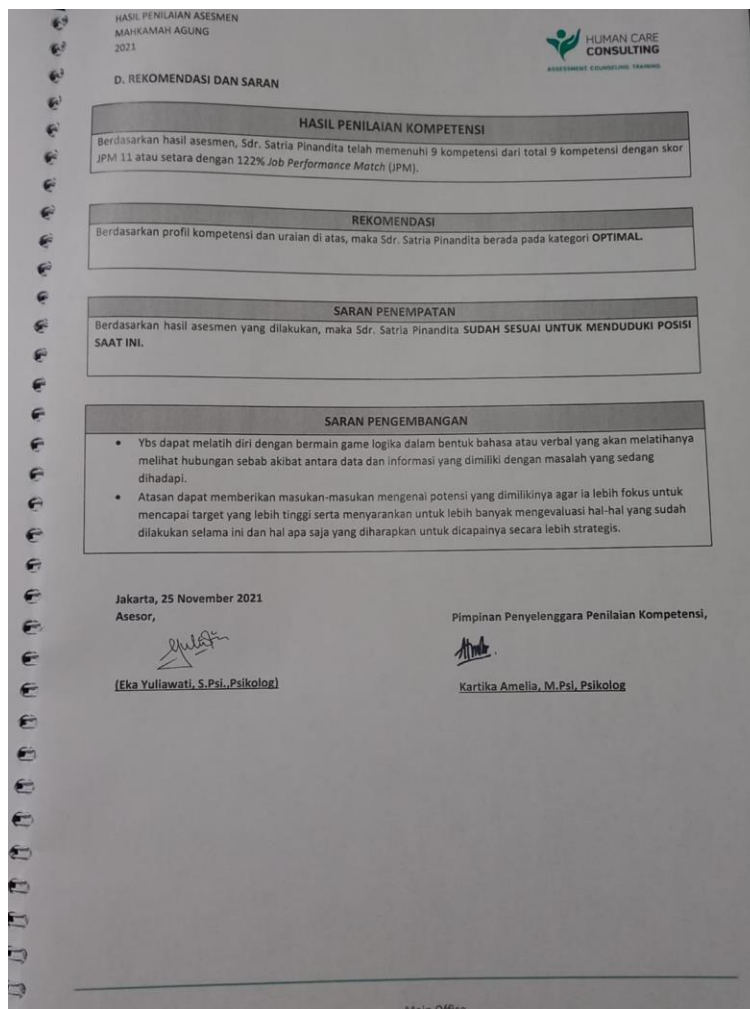 HASIL PENILAIAN ASESMEN
MAHKAMAH AGUNG
2021
HUMAN CARE
CONSULTING
ASSESSMENT COUNSELING TRAINING
D. REKOMENDASI DAN SARAN
HASIL PENILAIAN KOMPETENSI
Berdasarkan hasil asesmen, Sdr. Satria Pinandita telah memenuhi 9 kompetensi dari total 9 kompetensi dengan skor
JPM 11 atau setara dengan 122% Job Performance Match (JPM).
REKOMENDASI
Berdasarkan profil kompetensi dan uraian di atas, maka Sdr. Satria Pinandita berada pada kategori OPTIMAL.
SARAN PENEMPATAN
Berdasarkan hasil asesmen yang dilakukan, maka Sdr. Satria Pinandita SUDAH SESUAI UNTUK MENDUDUKI POSISI
SAAT INI.
SARAN PENGEMBANGAN
• Ybs dapat melatih diri dengan bermain game logika dalam bentuk bahasa atau verbal yang akan melatihanya
melihat hubungan sebab akibat antara data dan informasi yang dimiliki dengan masalah yang sedang
dihadapi.
• Atasan dapat memberikan masukan-masukan mengenai potensi yang dimilikinya agar ia lebih fokus untuk
mencapai target yang lebih tinggi serta menyarankan untuk lebih banyak mengevaluasi hal-hal yang sudah
dilakukan selama ini dan hal apa saja yang diharapkan untuk dicapainya secara lebih strategis.
Jakarta, 25 November 2021
Asesor,
Pimpinan Penyelenggara Penilaian Kompetensi,
(Eka Yuliawati, S.Psi.,Psikolog)
Kartika Amelia, M.Psi, Psikolog
Main Office